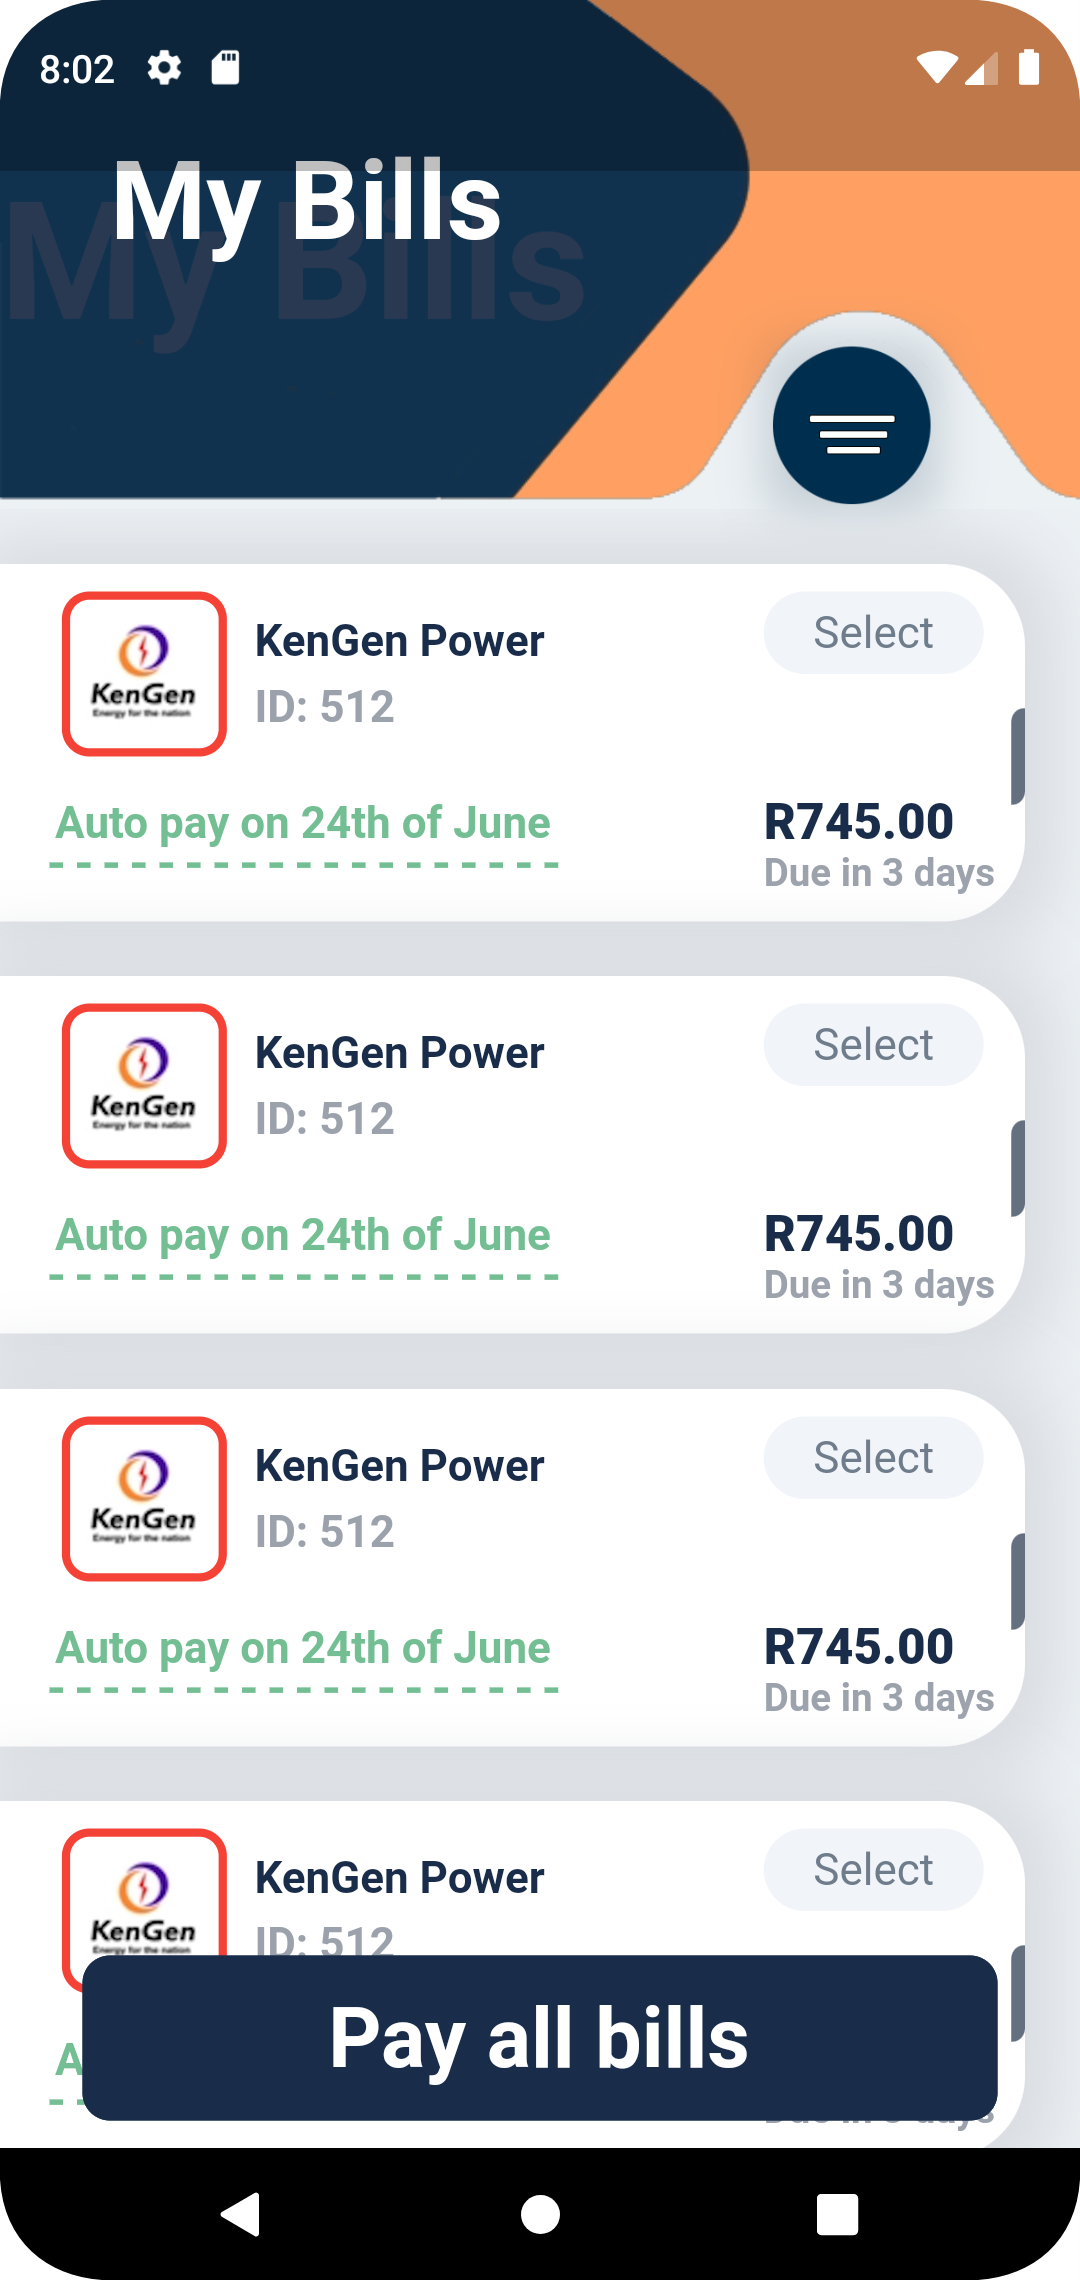 8:02
My Bills
My Bills
KenGen
Energy for the nation
KenGen Power
ID: 512
Select
Auto pay on 24th of June
R745.00
Due in 3 days
KenGen
Energy for the nation
KenGen Power
ID: 512
Select
Auto pay on 24th of June
R745.00
Due in 3 days
KenGen
Energy for the nation
KenGen Power
ID: 512
Select
Auto pay on 24th of June
R745.00
Due in 3 days
KenGen
Energy for the nation
KenGen Power
ID: 512
Select
A
Due in 3 days
Pay all bills